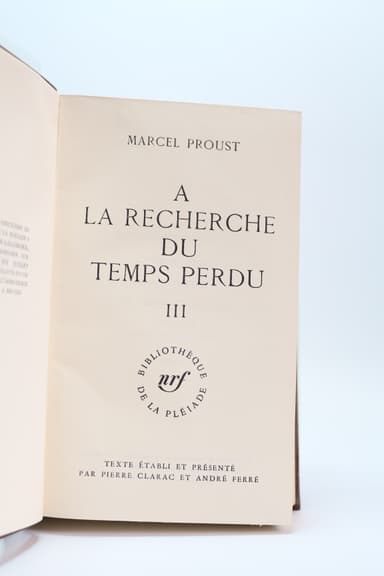 MARCEL PROUST
A
LA RECHERCHE
DU
TEMPS PERDU
III
BIBLIOTHÈQUE
nrf
DE LA PLÉIADE
TEXTE ÉTABLI ET PRÉSENTÉ
PAR PIERRE CLARAC ET ANDRÉ FERRÉ